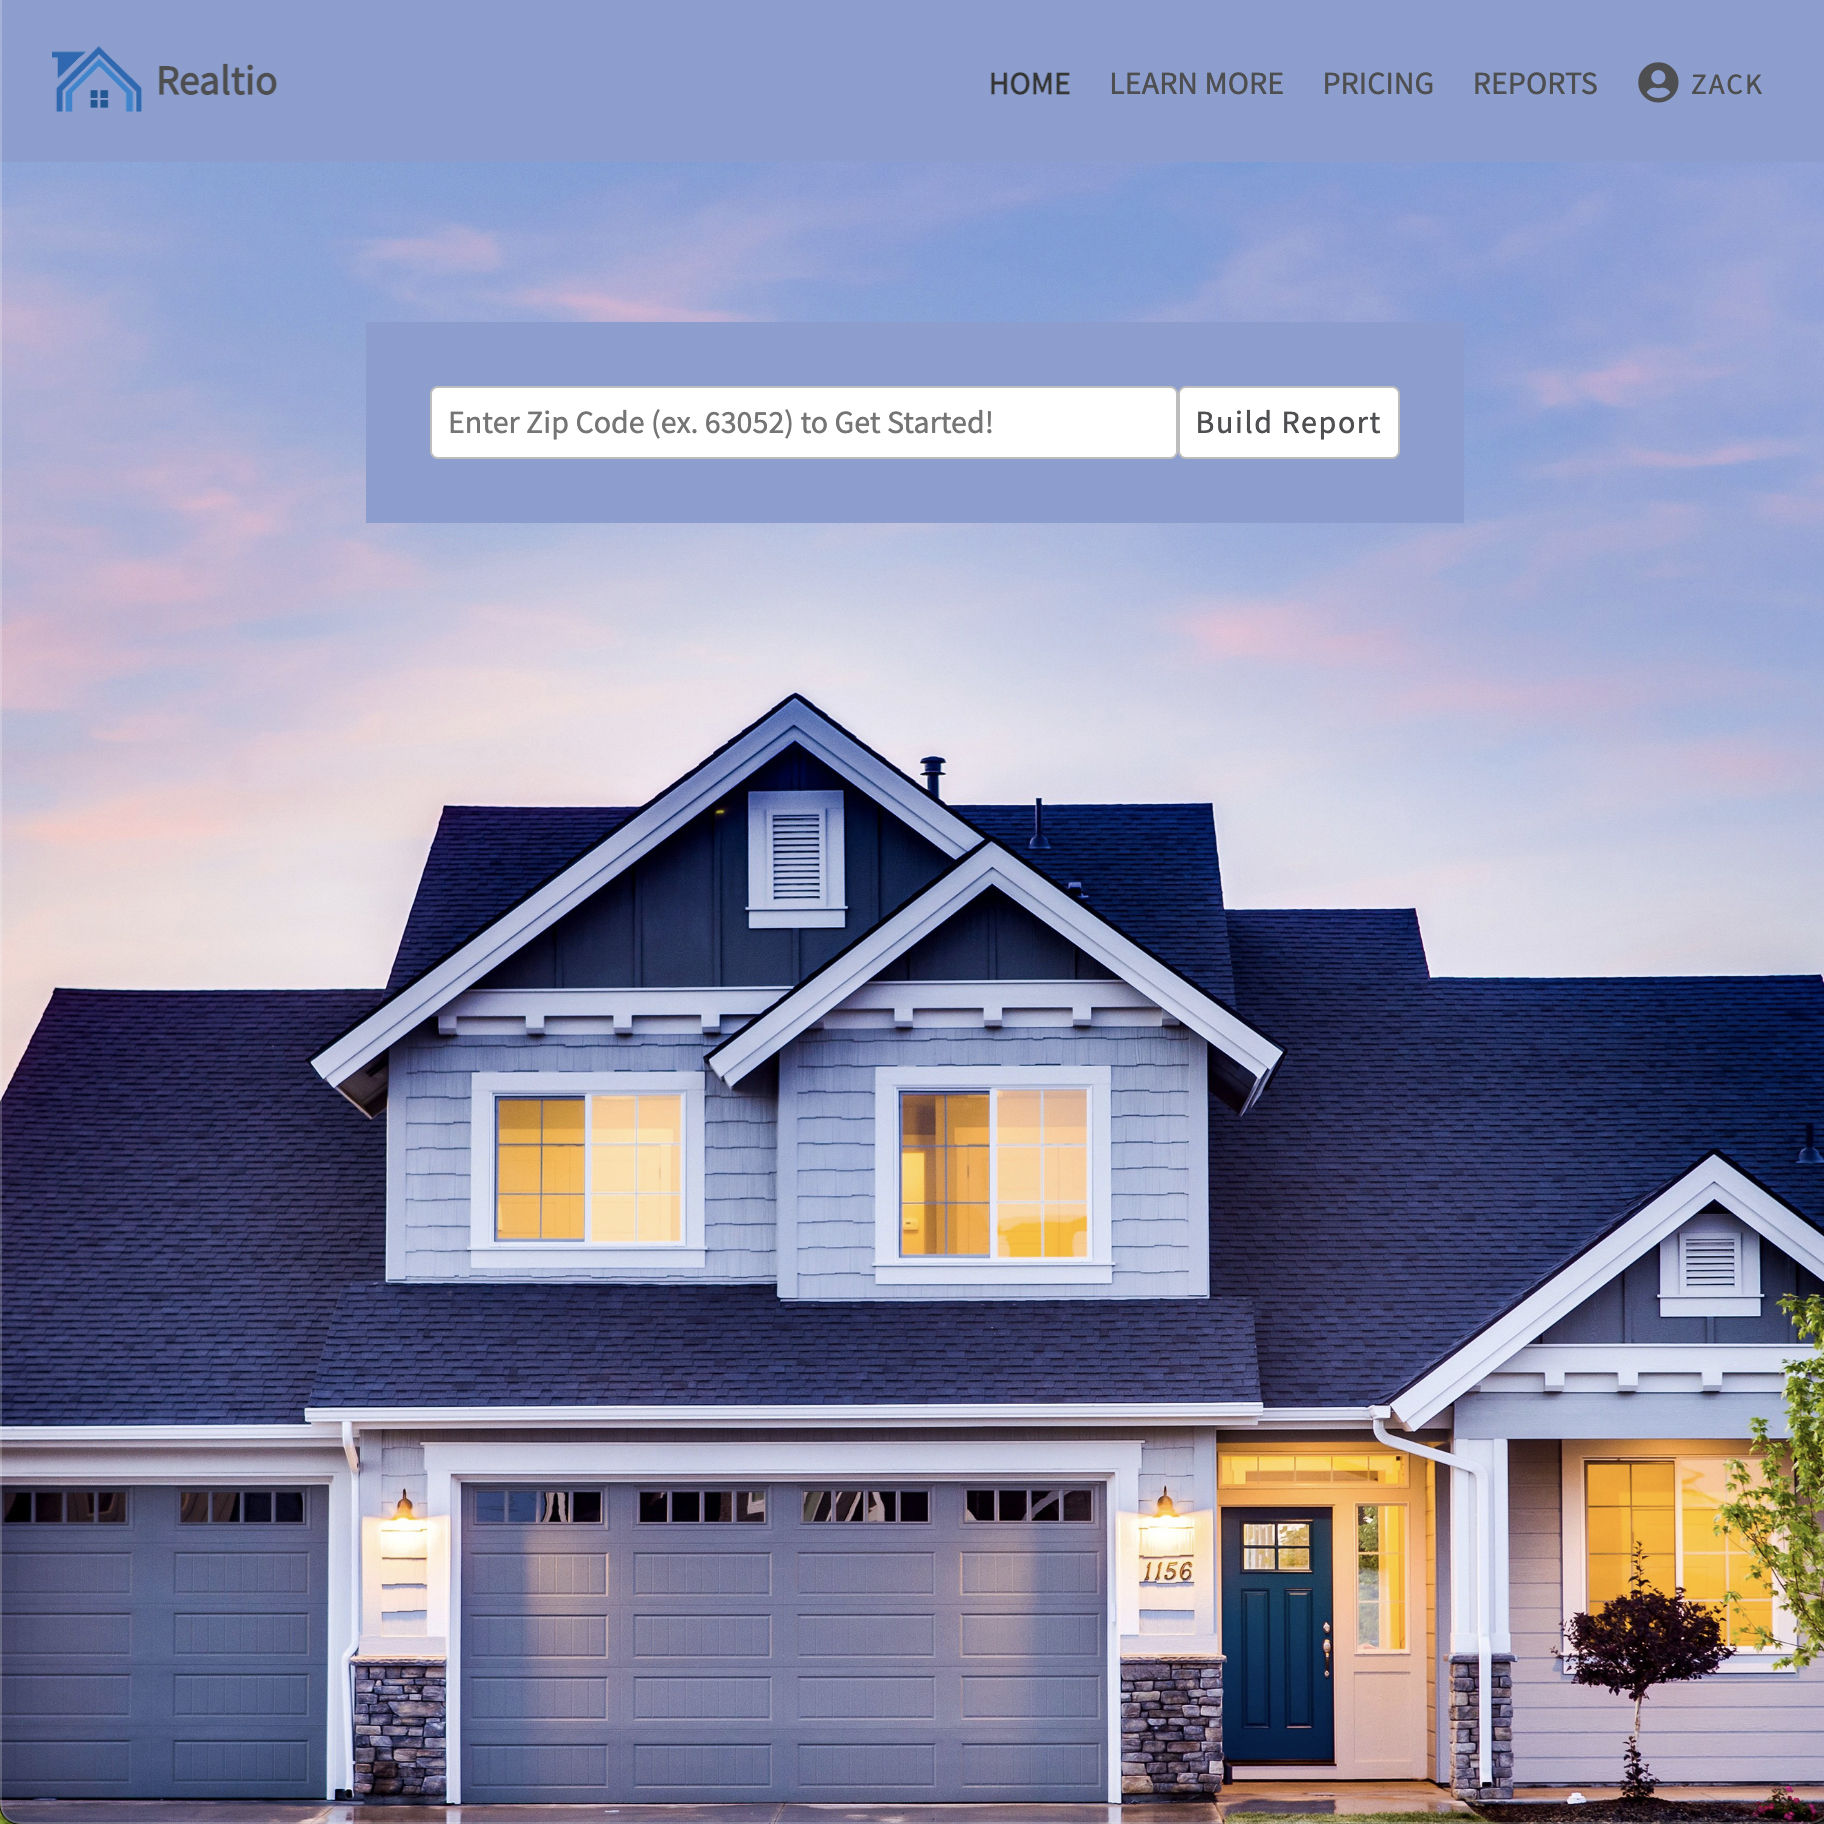 Realtio
HOME LEARN MORE PRICING REPORTS ZACK
Enter Zip Code (ex. 63052) to Get Started!
Build Report
1156